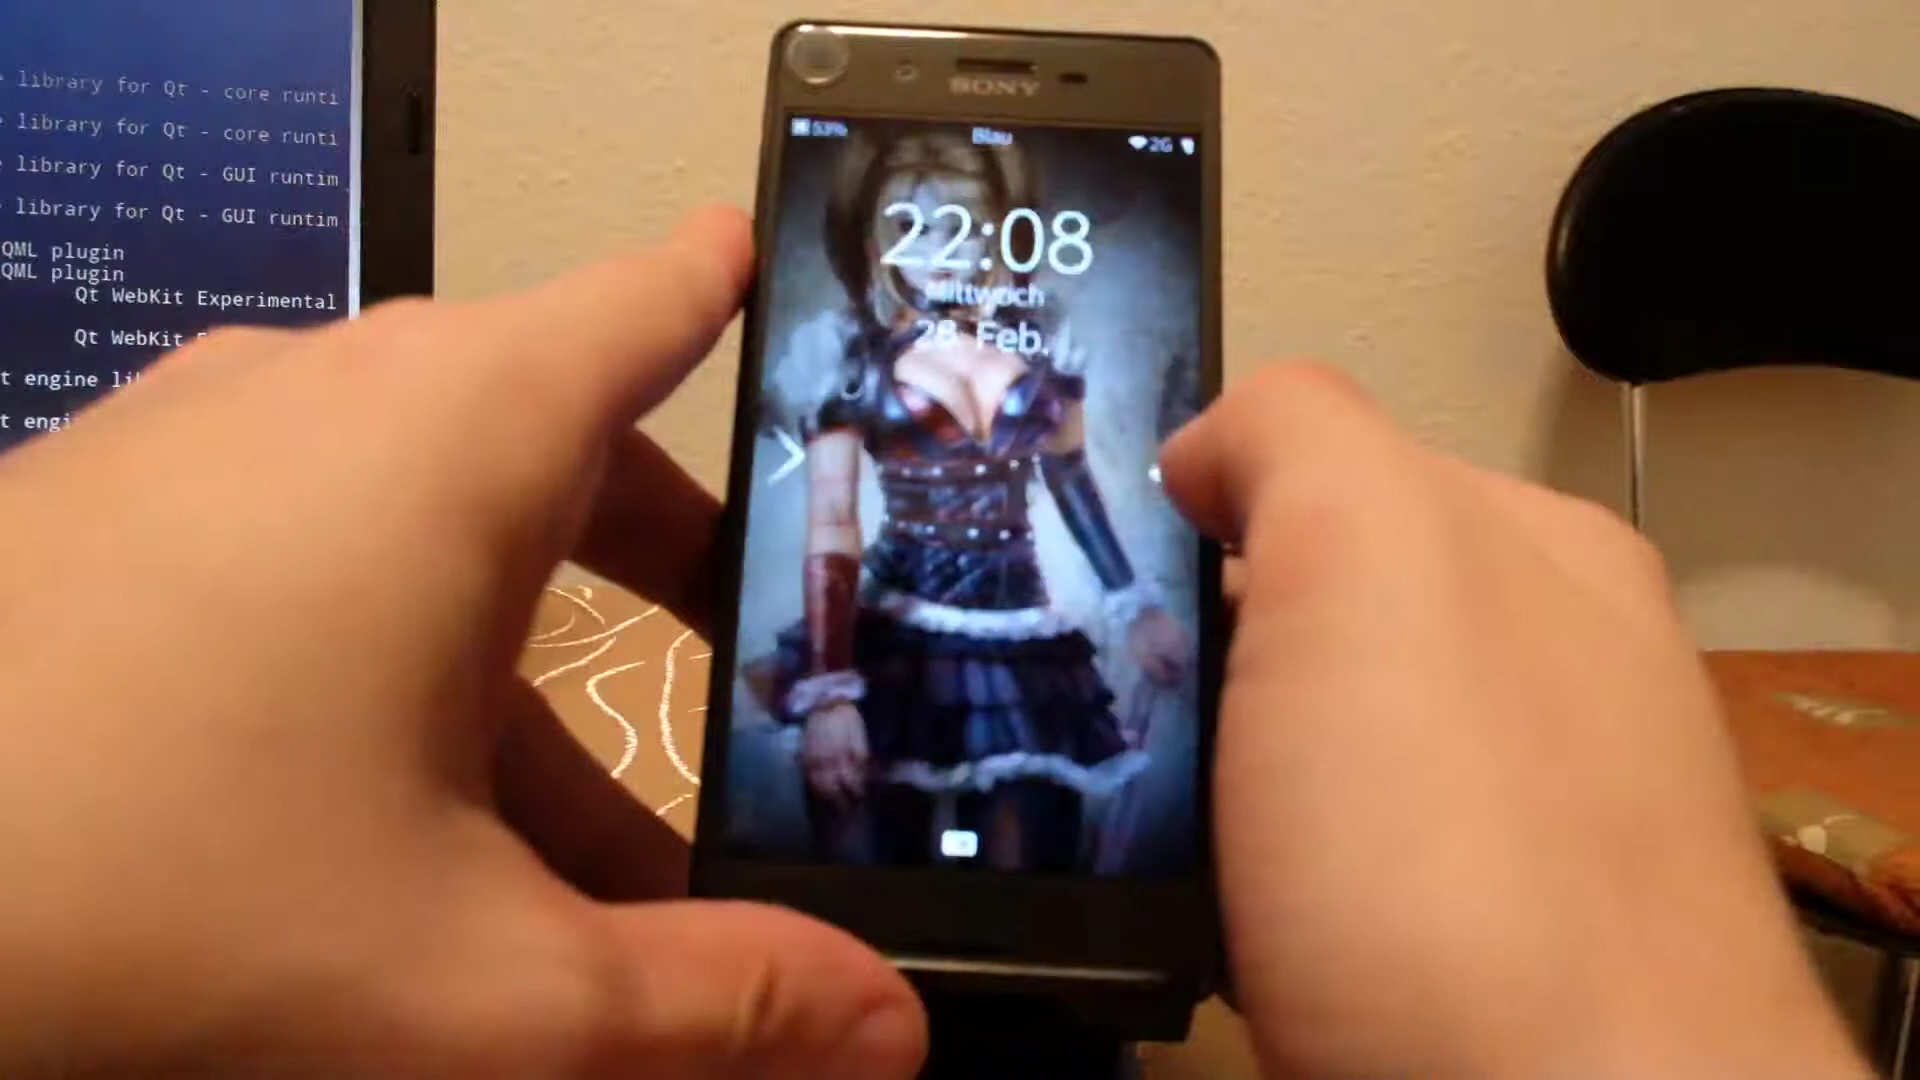 library for Qt - core runti
library for Qt - core runti
library for Qt - GUI runtim
library for Qt - GUI runtim
QML plugin
QML plugin
Qt WebKit Experimental
Qt WebKit
t engine
t engi
SONY
53%
Blau
2G
22:08
Mittwoch
28. Feb.